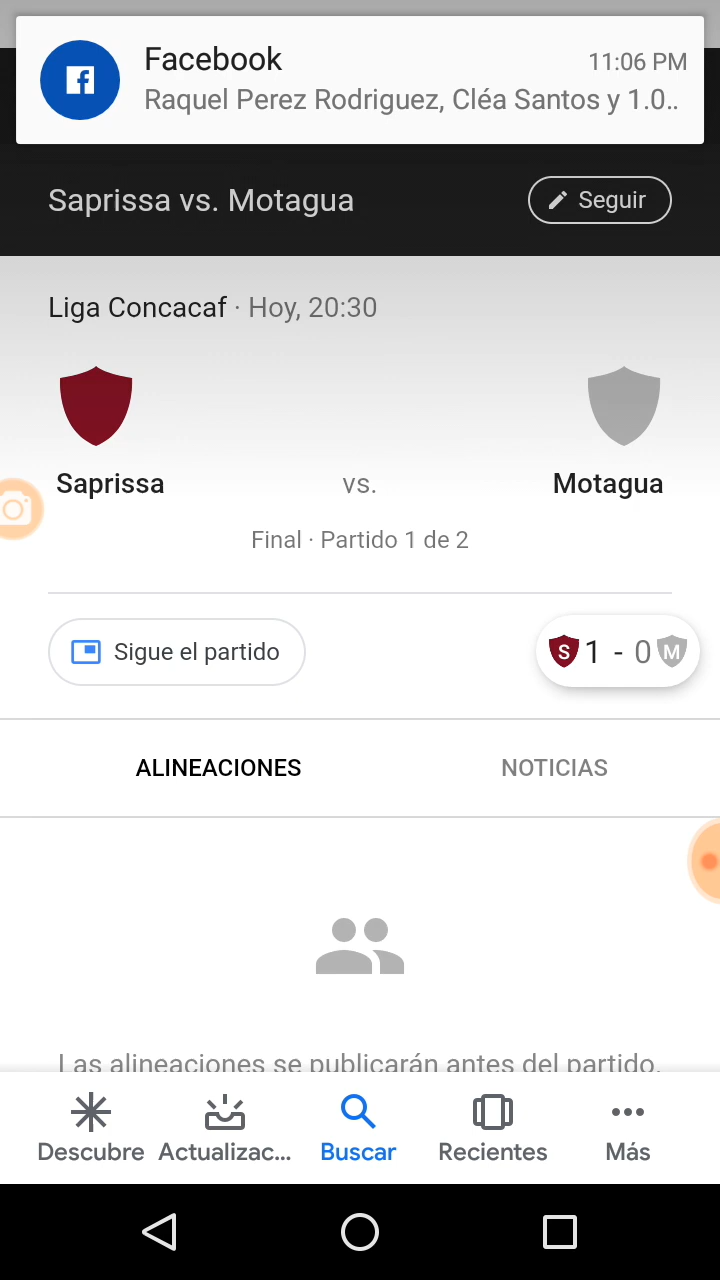 Facebook
11:06 PM
Raquel Perez Rodriguez, Cléa Santos y 1.0..
Saprissa vs. Motagua
Seguir
Liga Concacaf · Hoy, 20:30
Saprissa
vs.
Motagua
Final · Partido 1 de 2
Sigue el partido
S 1 - 0 M
ALINEACIONES
NOTICIAS
Las alineaciones se publicarán antes del partido.
Descubre
Actualizac...
Buscar
Recientes
Más